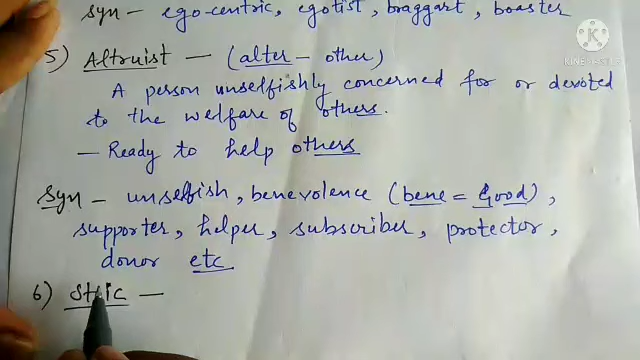 Syn - ego-centric, egotist, braggart, boaster
5) Altruist - (alter - other)
A person unselfishly concerned for or devoted
to the welfare of others.
- Ready to help others
Syn - unselfish, benevolence (bene = Good),
supporter, helper, subscriber, protector,
donor etc
6) -
KINEMASTER